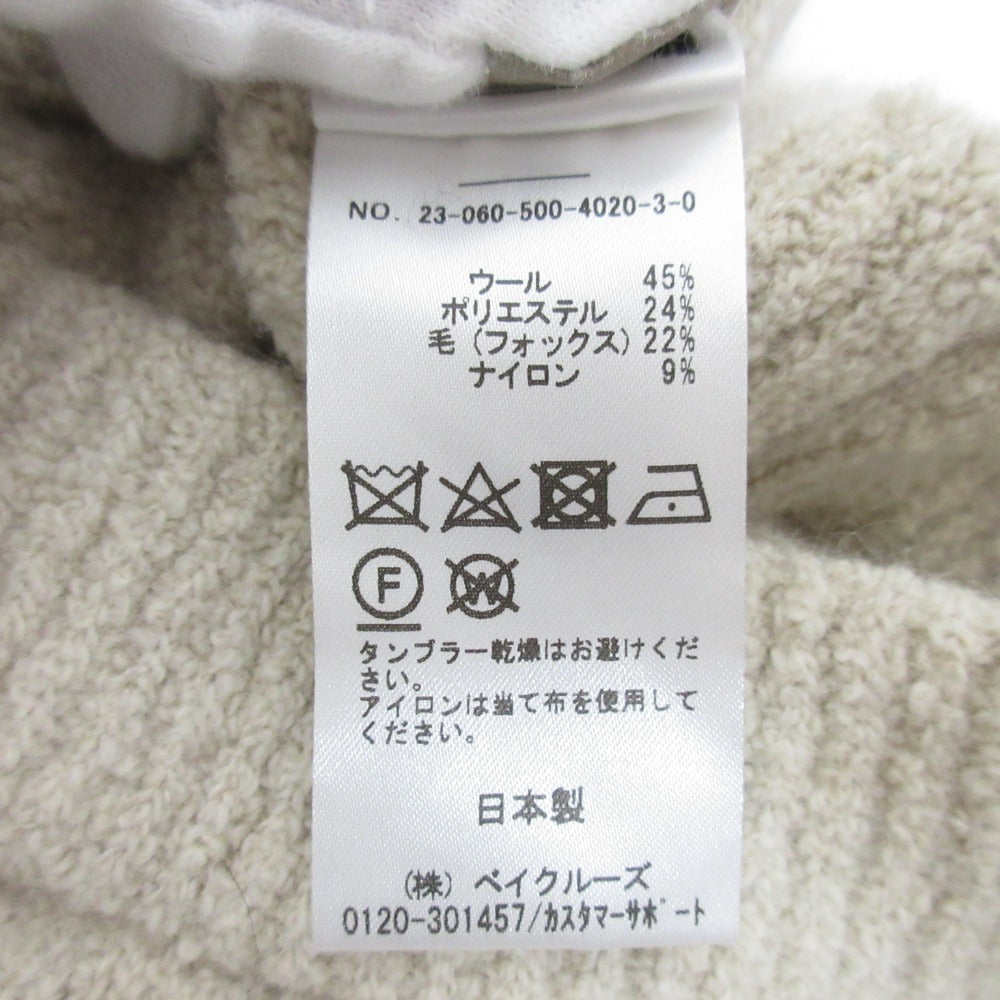 NO. 23-060-500-4020-3-0
ウール 45%
ポリエステル 24%
毛(フォックス) 22%
ナイロン 9%
F W
タンブラー乾燥はお避けくだ
さい。
アイロンは当て布を使用して
ください。
日本製
(株) ベイクルーズ
0120-301457/カスタマーサポート